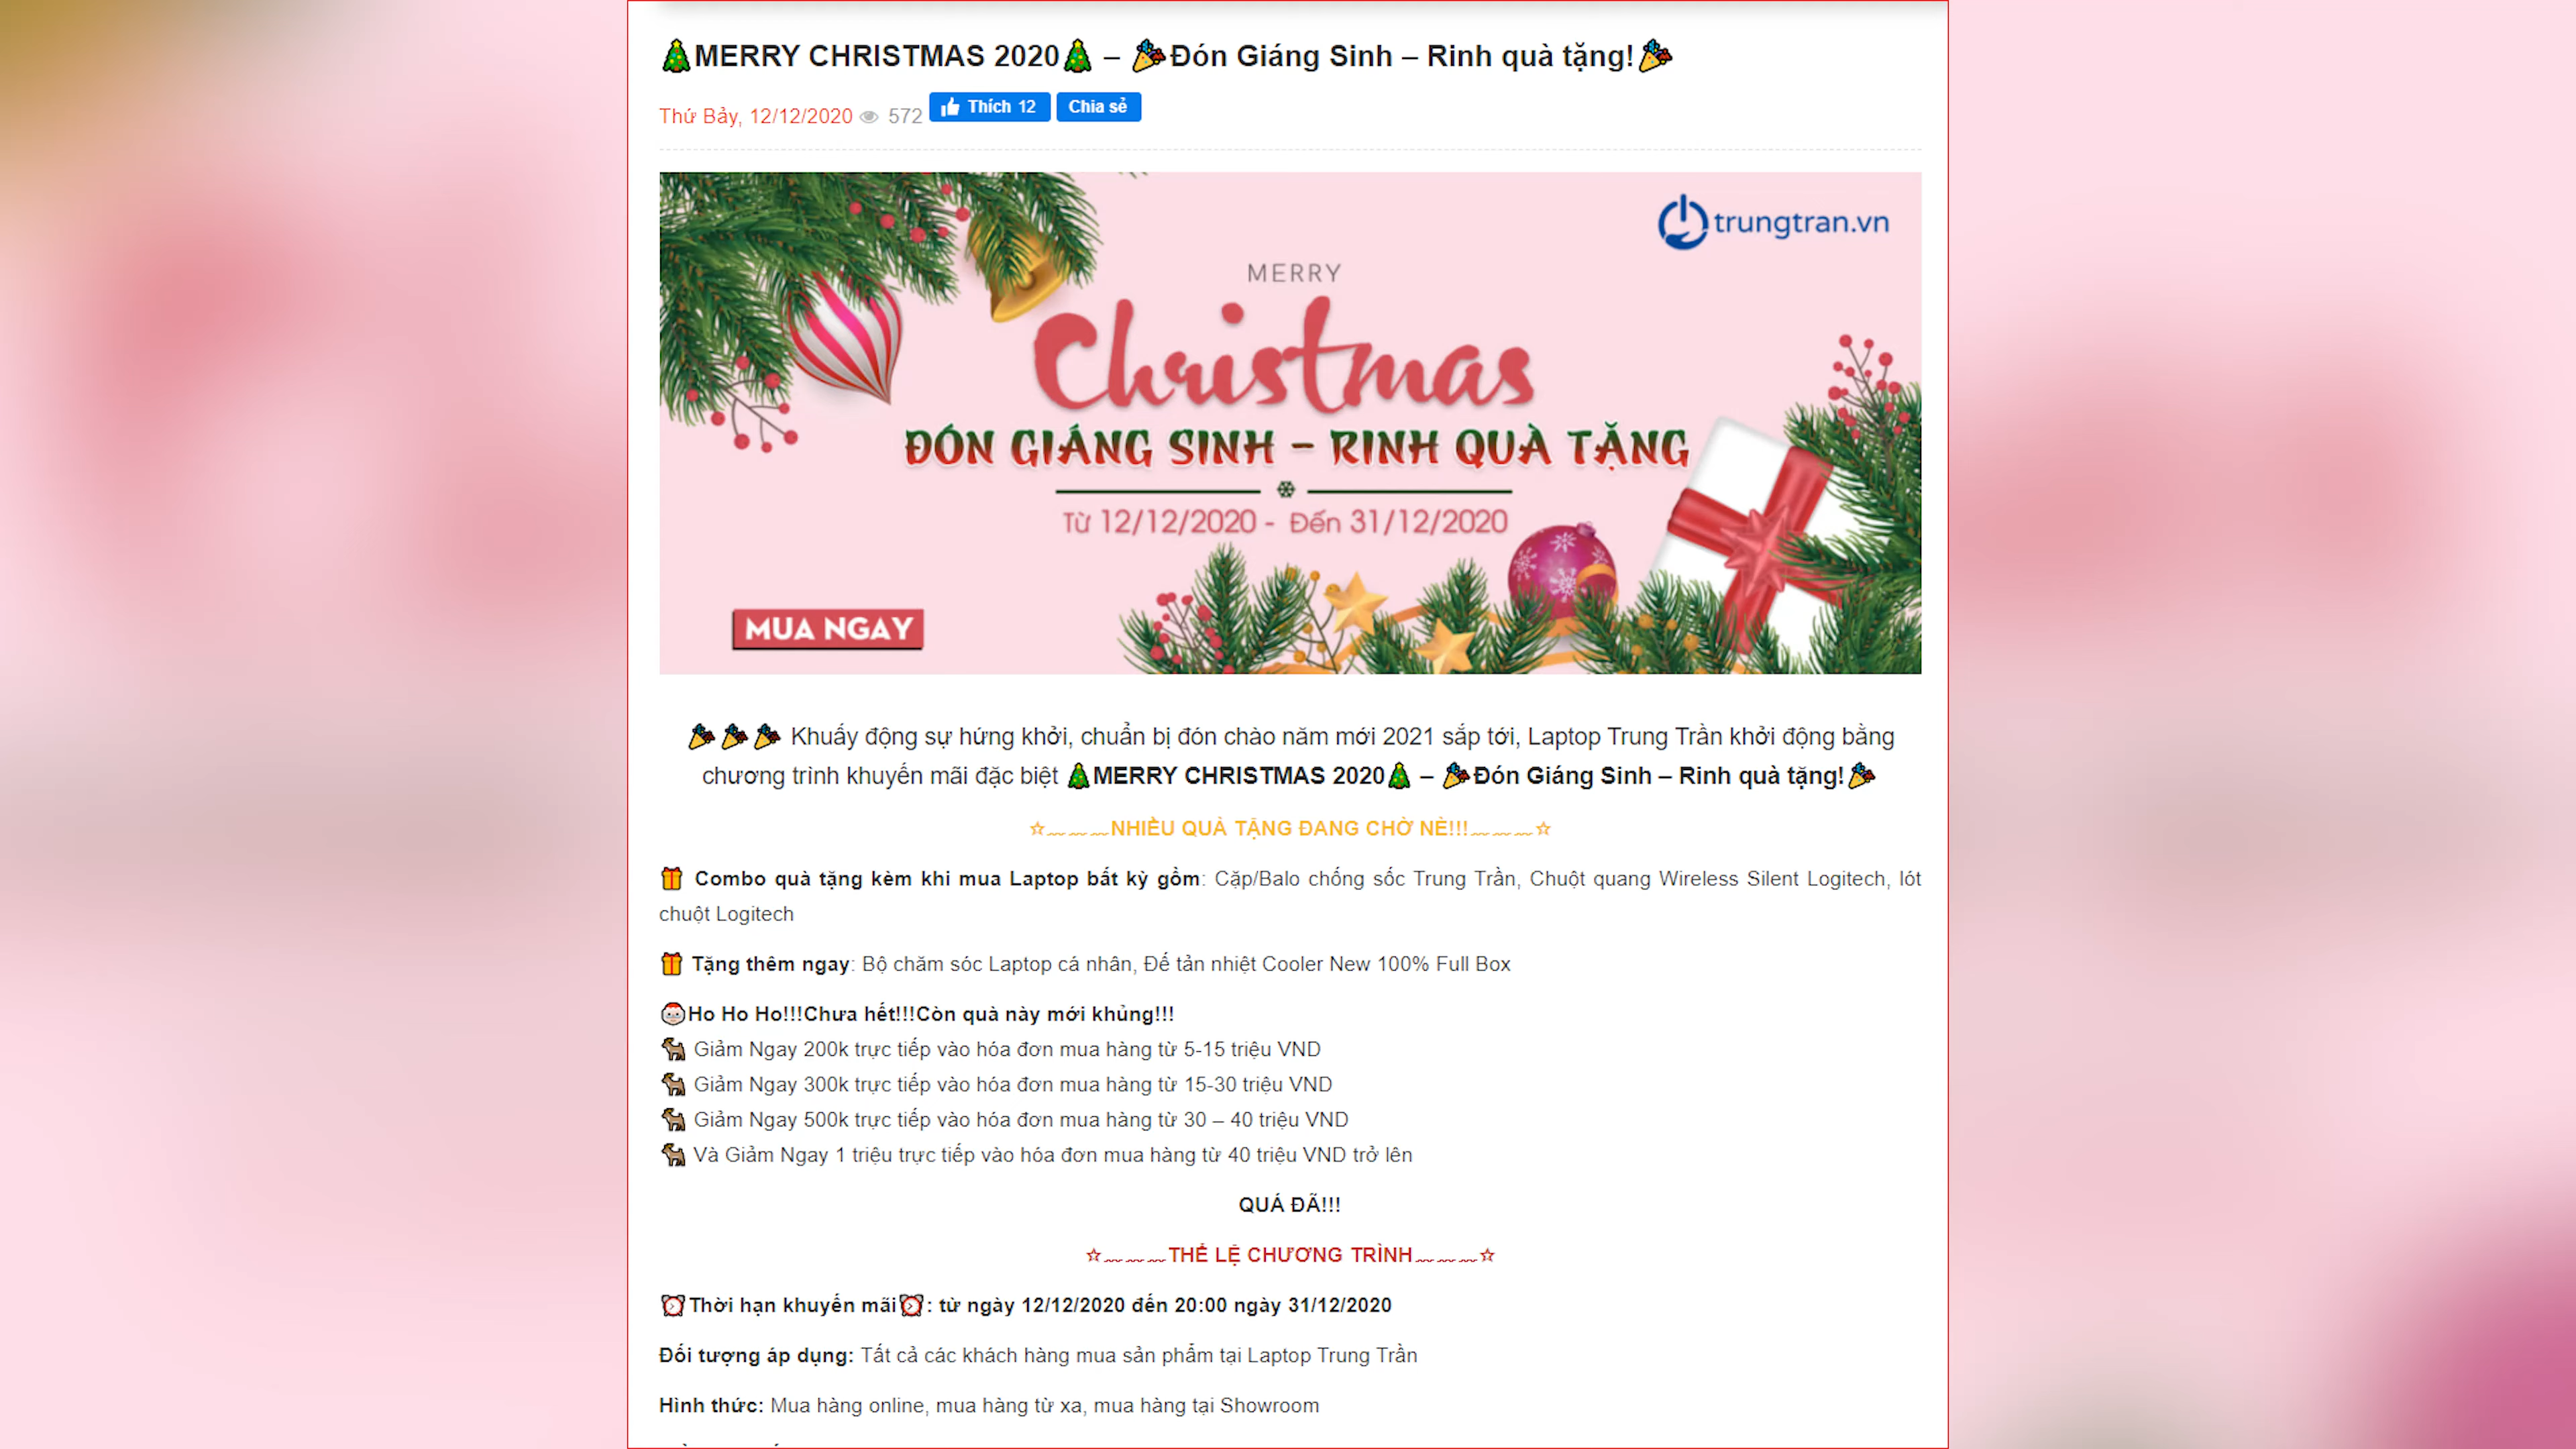 🎄MERRY CHRISTMAS 2020🎄 – 🎉Đón Giáng Sinh – Rinh quà tặng!🎉
Thứ Bảy, 12/12/2020 572 Thích 12 Chia sẻ
trungtran.vn
MERRY
Christmas
ĐÓN GIÁNG SINH – RINH QUÀ TẶNG
Từ 12/12/2020 - Đến 31/12/2020
MUA NGAY
🎉🎉🎉 Khuấy động sự hứng khởi, chuẩn bị đón chào năm mới 2021 sắp tới, Laptop Trung Trần khởi động bằng
chương trình khuyến mãi đặc biệt 🎄MERRY CHRISTMAS 2020🎄 – 🎉Đón Giáng Sinh – Rinh quà tặng!🎉
☆﹏﹏﹏NHIỀU QUÀ TẶNG ĐANG CHỜ NÈ!!!﹏﹏﹏☆
🎁 Combo quà tặng kèm khi mua Laptop bất kỳ gồm: Cặp/Balo chống sốc Trung Trần, Chuột quang Wireless Silent Logitech, lót
chuột Logitech
🎁 Tặng thêm ngay: Bộ chăm sóc Laptop cá nhân, Đế tản nhiệt Cooler New 100% Full Box
🎅Ho Ho Ho!!!Chưa hết!!!Còn quà này mới khủng!!!
🐐 Giảm Ngay 200k trực tiếp vào hóa đơn mua hàng từ 5-15 triệu VND
🐐 Giảm Ngay 300k trực tiếp vào hóa đơn mua hàng từ 15-30 triệu VND
🐐 Giảm Ngay 500k trực tiếp vào hóa đơn mua hàng từ 30 – 40 triệu VND
🐐 Và Giảm Ngay 1 triệu trực tiếp vào hóa đơn mua hàng từ 40 triệu VND trở lên
QUÁ ĐÃ!!!
☆﹏﹏﹏THỂ LỆ CHƯƠNG TRÌNH﹏﹏﹏☆
⏰Thời hạn khuyến mãi⏰: từ ngày 12/12/2020 đến 20:00 ngày 31/12/2020
Đối tượng áp dụng: Tất cả các khách hàng mua sản phẩm tại Laptop Trung Trần
Hình thức: Mua hàng online, mua hàng từ xa, mua hàng tại Showroom